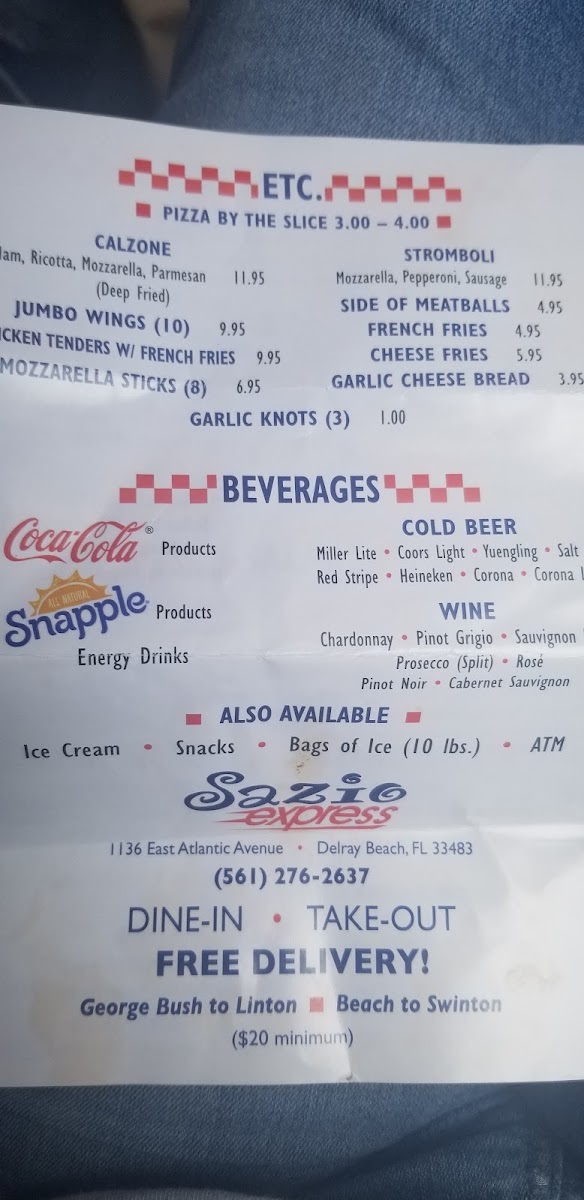 ETC.
PIZZA BY THE SLICE 3.00 – 4.00
CALZONE
Ricotta, Mozzarella, Parmesan 11.95
(Deep Fried)
JUMBO WINGS (10) 9.95
TENDERS W/ FRENCH FRIES 9.95
MOZZARELLA STICKS (8) 6.95
STROMBOLI
Mozzarella, Pepperoni, Sausage 11.95
SIDE OF MEATBALLS 4.95
FRENCH FRIES 4.95
CHEESE FRIES 5.95
GARLIC CHEESE BREAD 3.95
GARLIC KNOTS (3) 1.00
BEVERAGES
Coca-Cola® Products
ALL NATURAL
Snapple Products
Energy Drinks
COLD BEER
Miller Lite • Coors Light • Yuengling • Salt
Red Stripe • Heineken • Corona • Corona
WINE
Chardonnay • Pinot Grigio • Sauvignon
Prosecco (Split) • Rosé
Pinot Noir • Cabernet Sauvignon
ALSO AVAILABLE
Ice Cream • Snacks • Bags of Ice (10 lbs.) • ATM
Sazio
express
1136 East Atlantic Avenue • Delray Beach, FL 33483
(561) 276-2637
DINE-IN • TAKE-OUT
FREE DELIVERY!
George Bush to Linton ■ Beach to Swinton
($20 minimum)